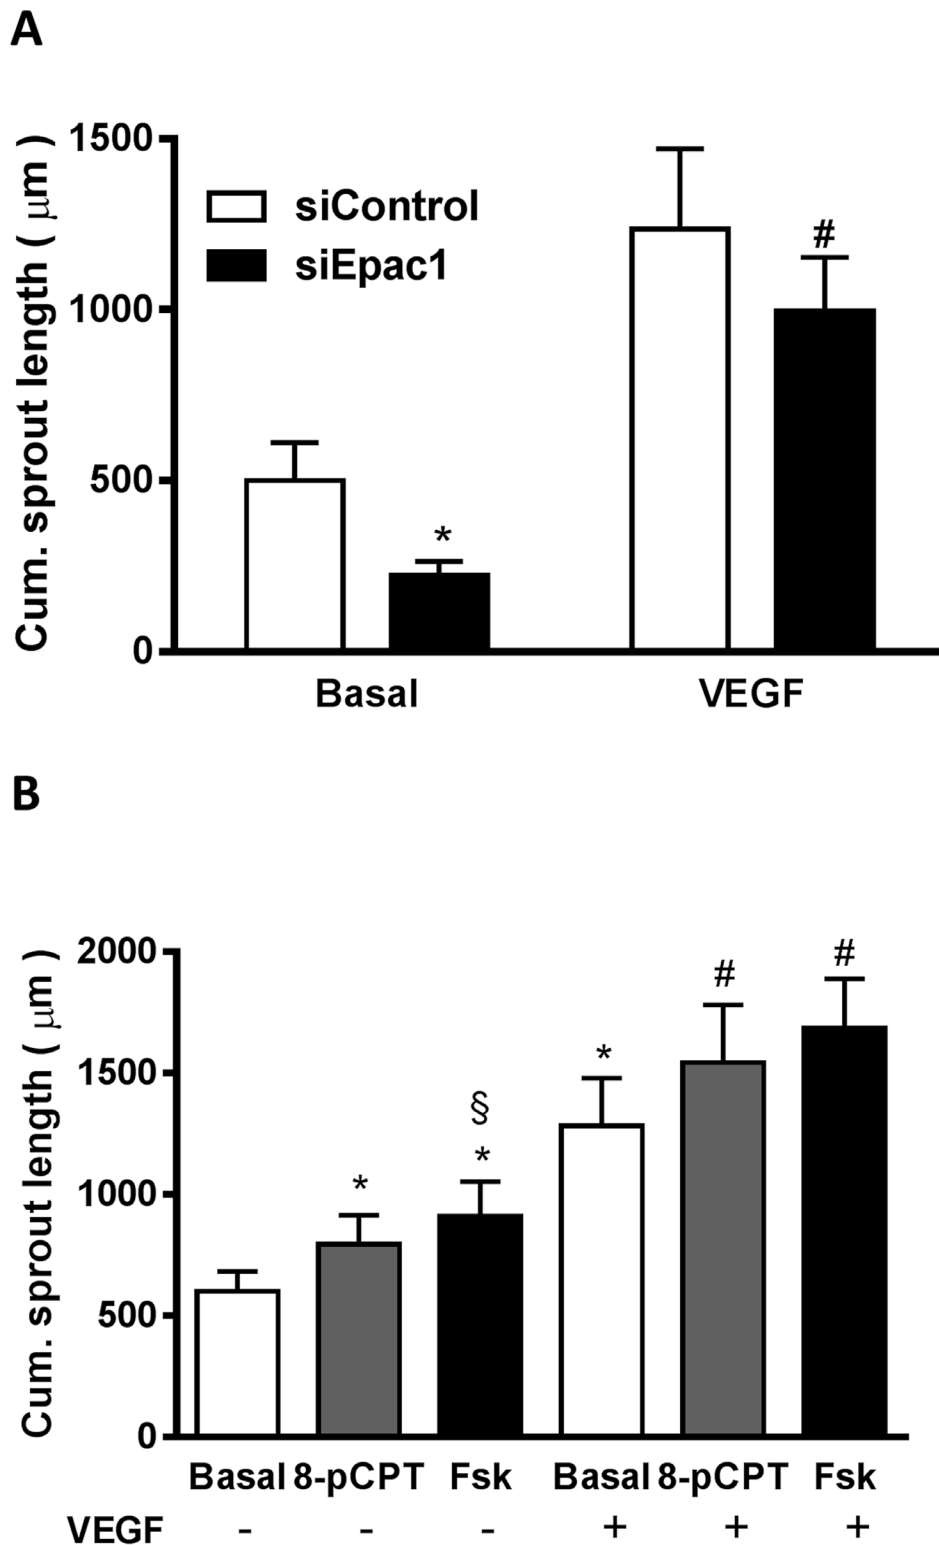 A
Cum. sprout length ( μm )
1500
1000
500
0
siControl
siEpac1
*
#
Basal
VEGF
B
Cum. sprout length ( μm )
2000
1500
1000
500
0
*
§
*
*
#
#
Basal 8-pCPT Fsk Basal 8-pCPT Fsk
VEGF - - - + + +